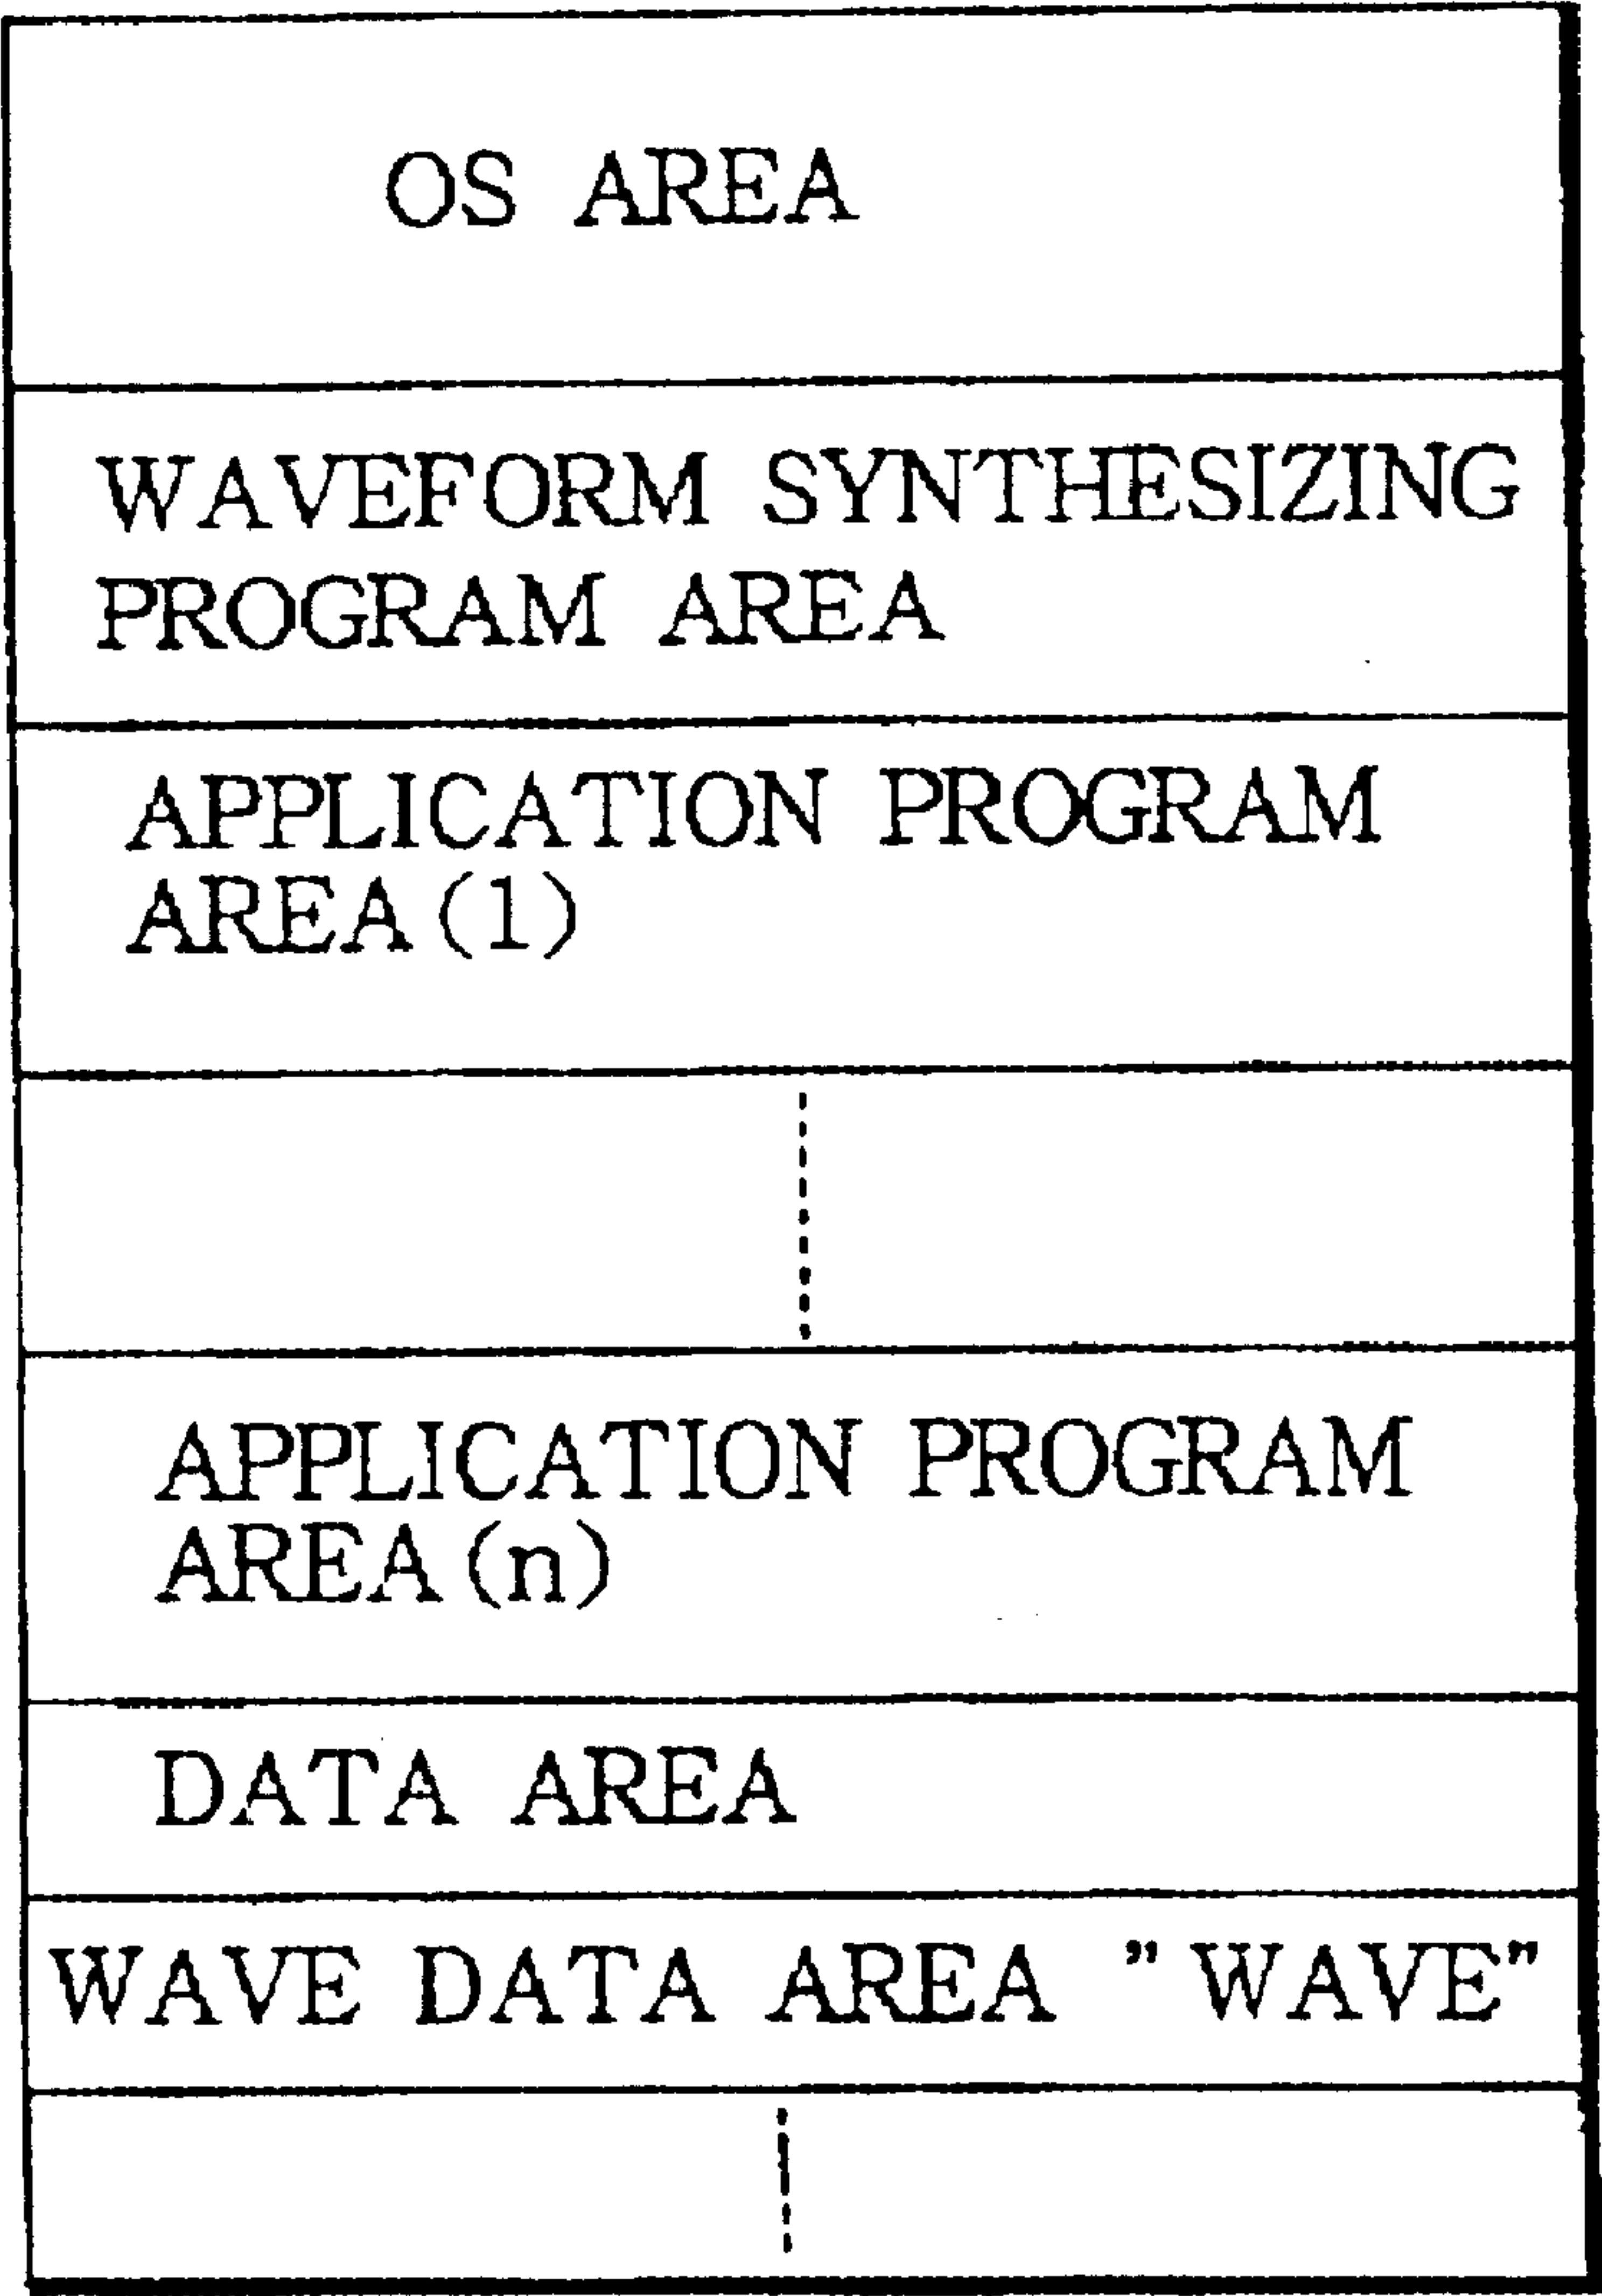 OS AREA
WAVEFORM SYNTHESIZING
PROGRAM AREA
APPLICATION PROGRAM
AREA(1)
APPLICATION PROGRAM
AREA(n)
DATA AREA
WAVE DATA AREA "WAVE"